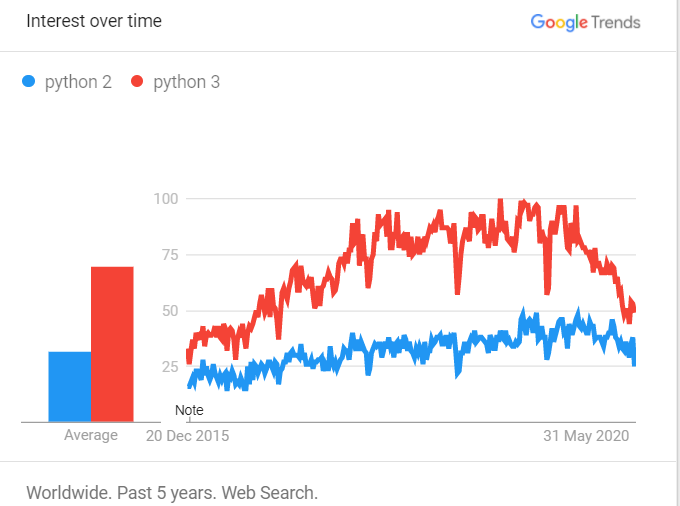 Interest over time
Google Trends
python 2 python 3
100
75
50
25
Note
Average 20 Dec 2015 31 May 2020
Worldwide. Past 5 years. Web Search.